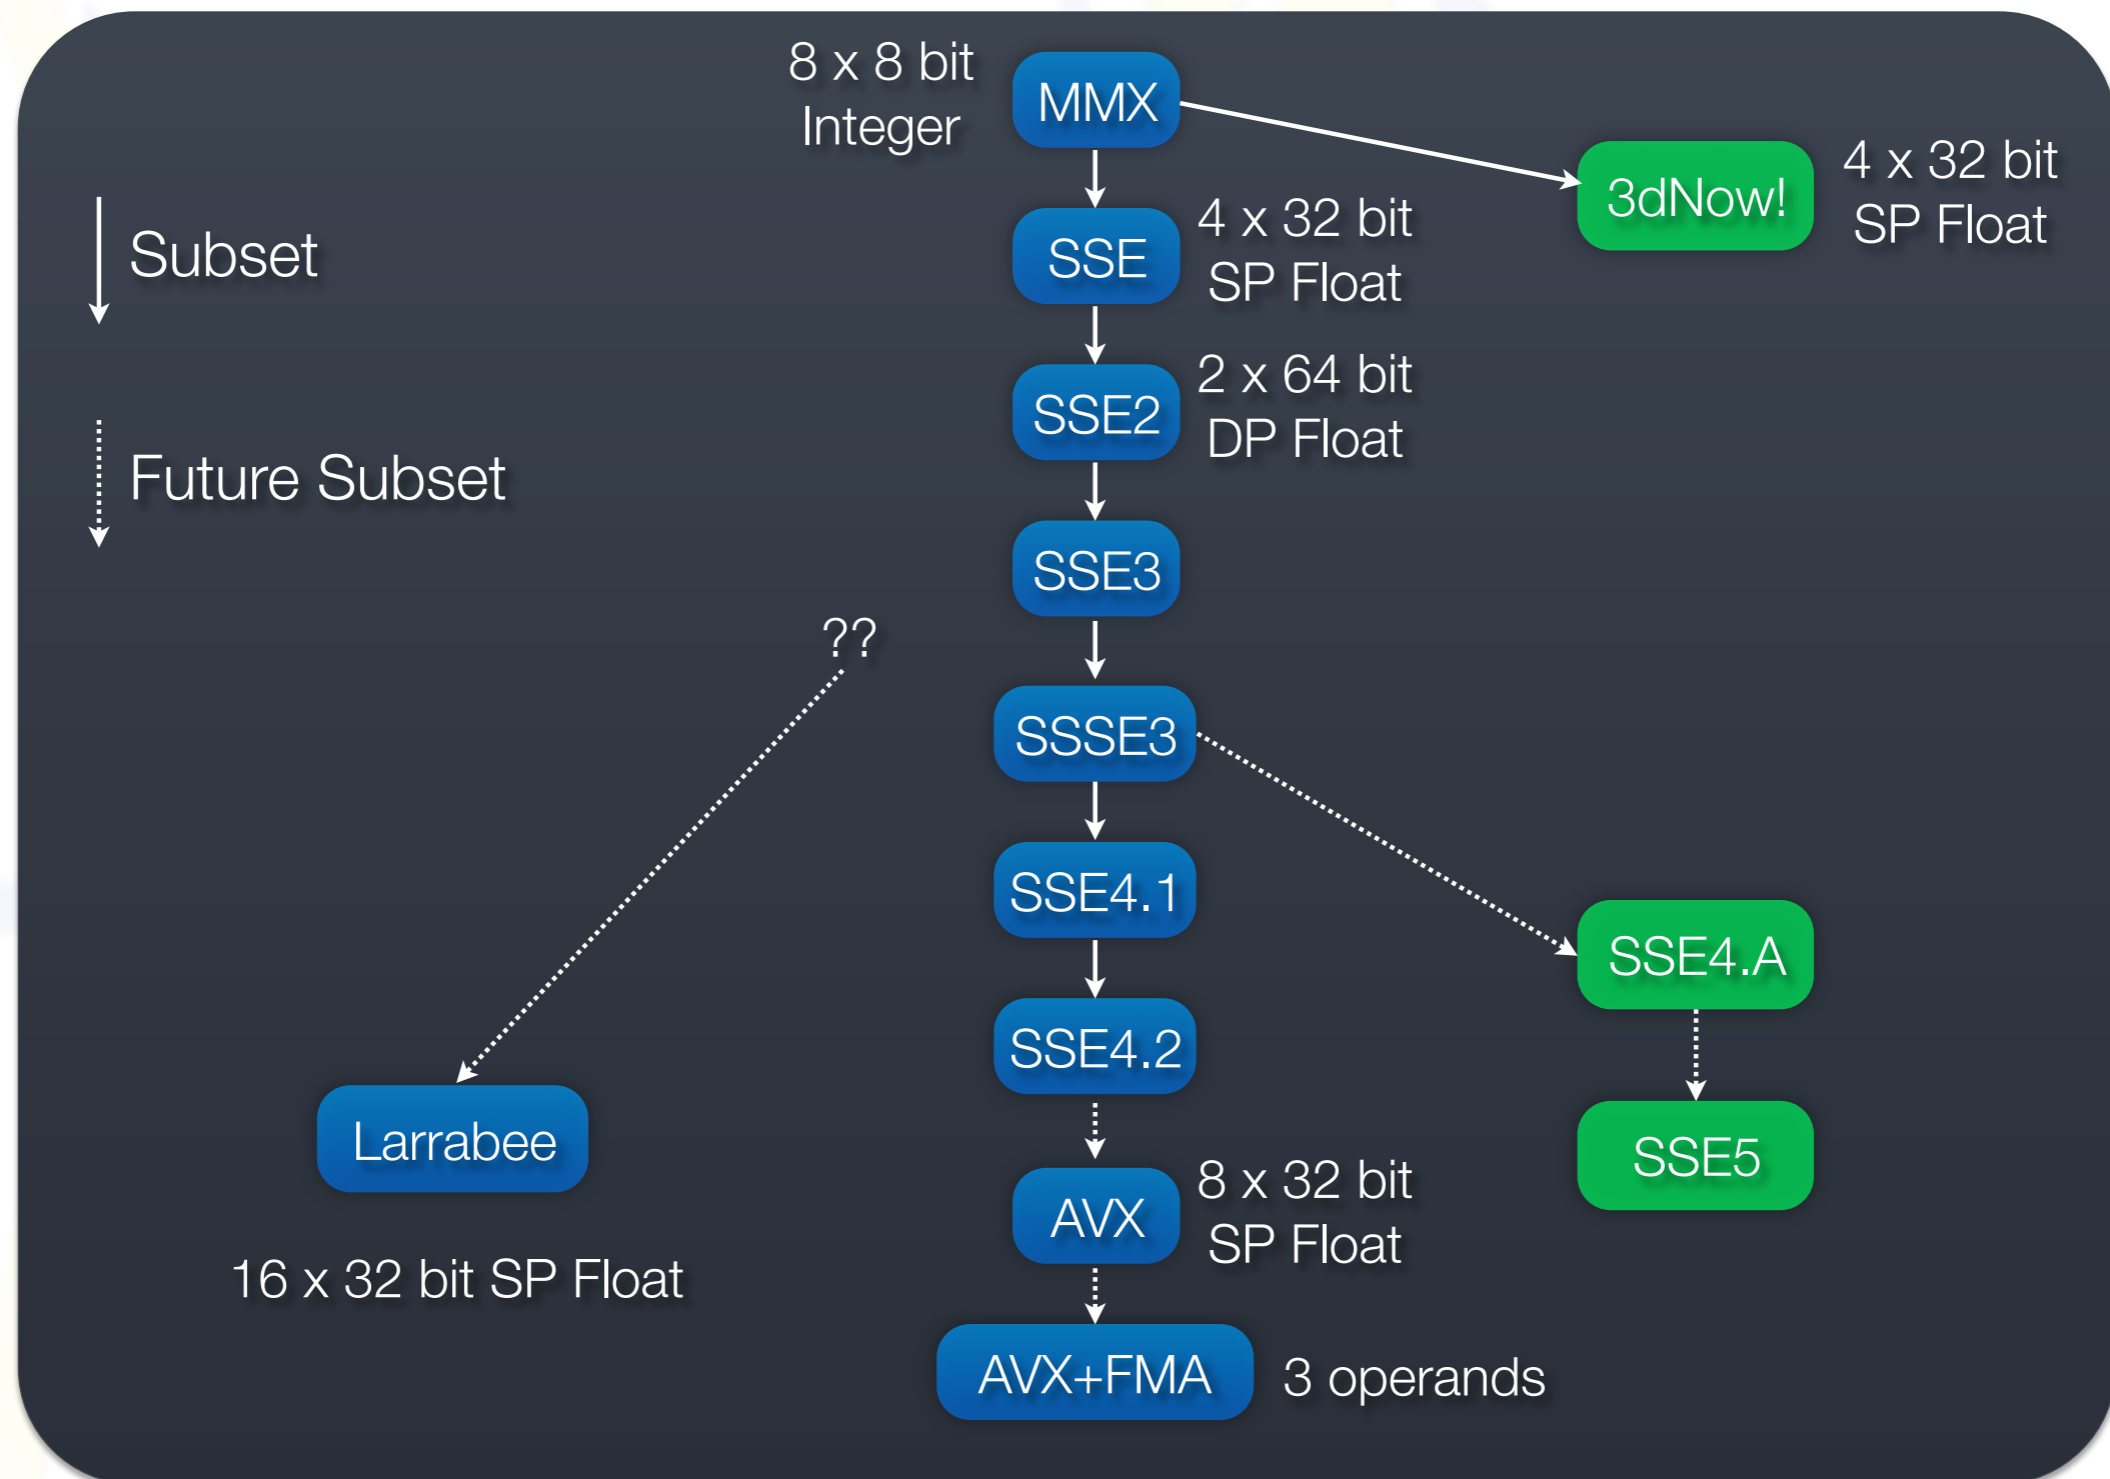 8 x 8 bit
Integer
MMX
3dNow!
4 x 32 bit
SP Float
Subset
SSE
4 x 32 bit
SP Float
SSE2
2 x 64 bit
DP Float
Future Subset
SSE3
??
SSSE3
SSE4.1
SSE4.A
SSE4.2
Larrabee
16 x 32 bit SP Float
AVX
8 x 32 bit
SP Float
SSE5
AVX+FMA
3 operands